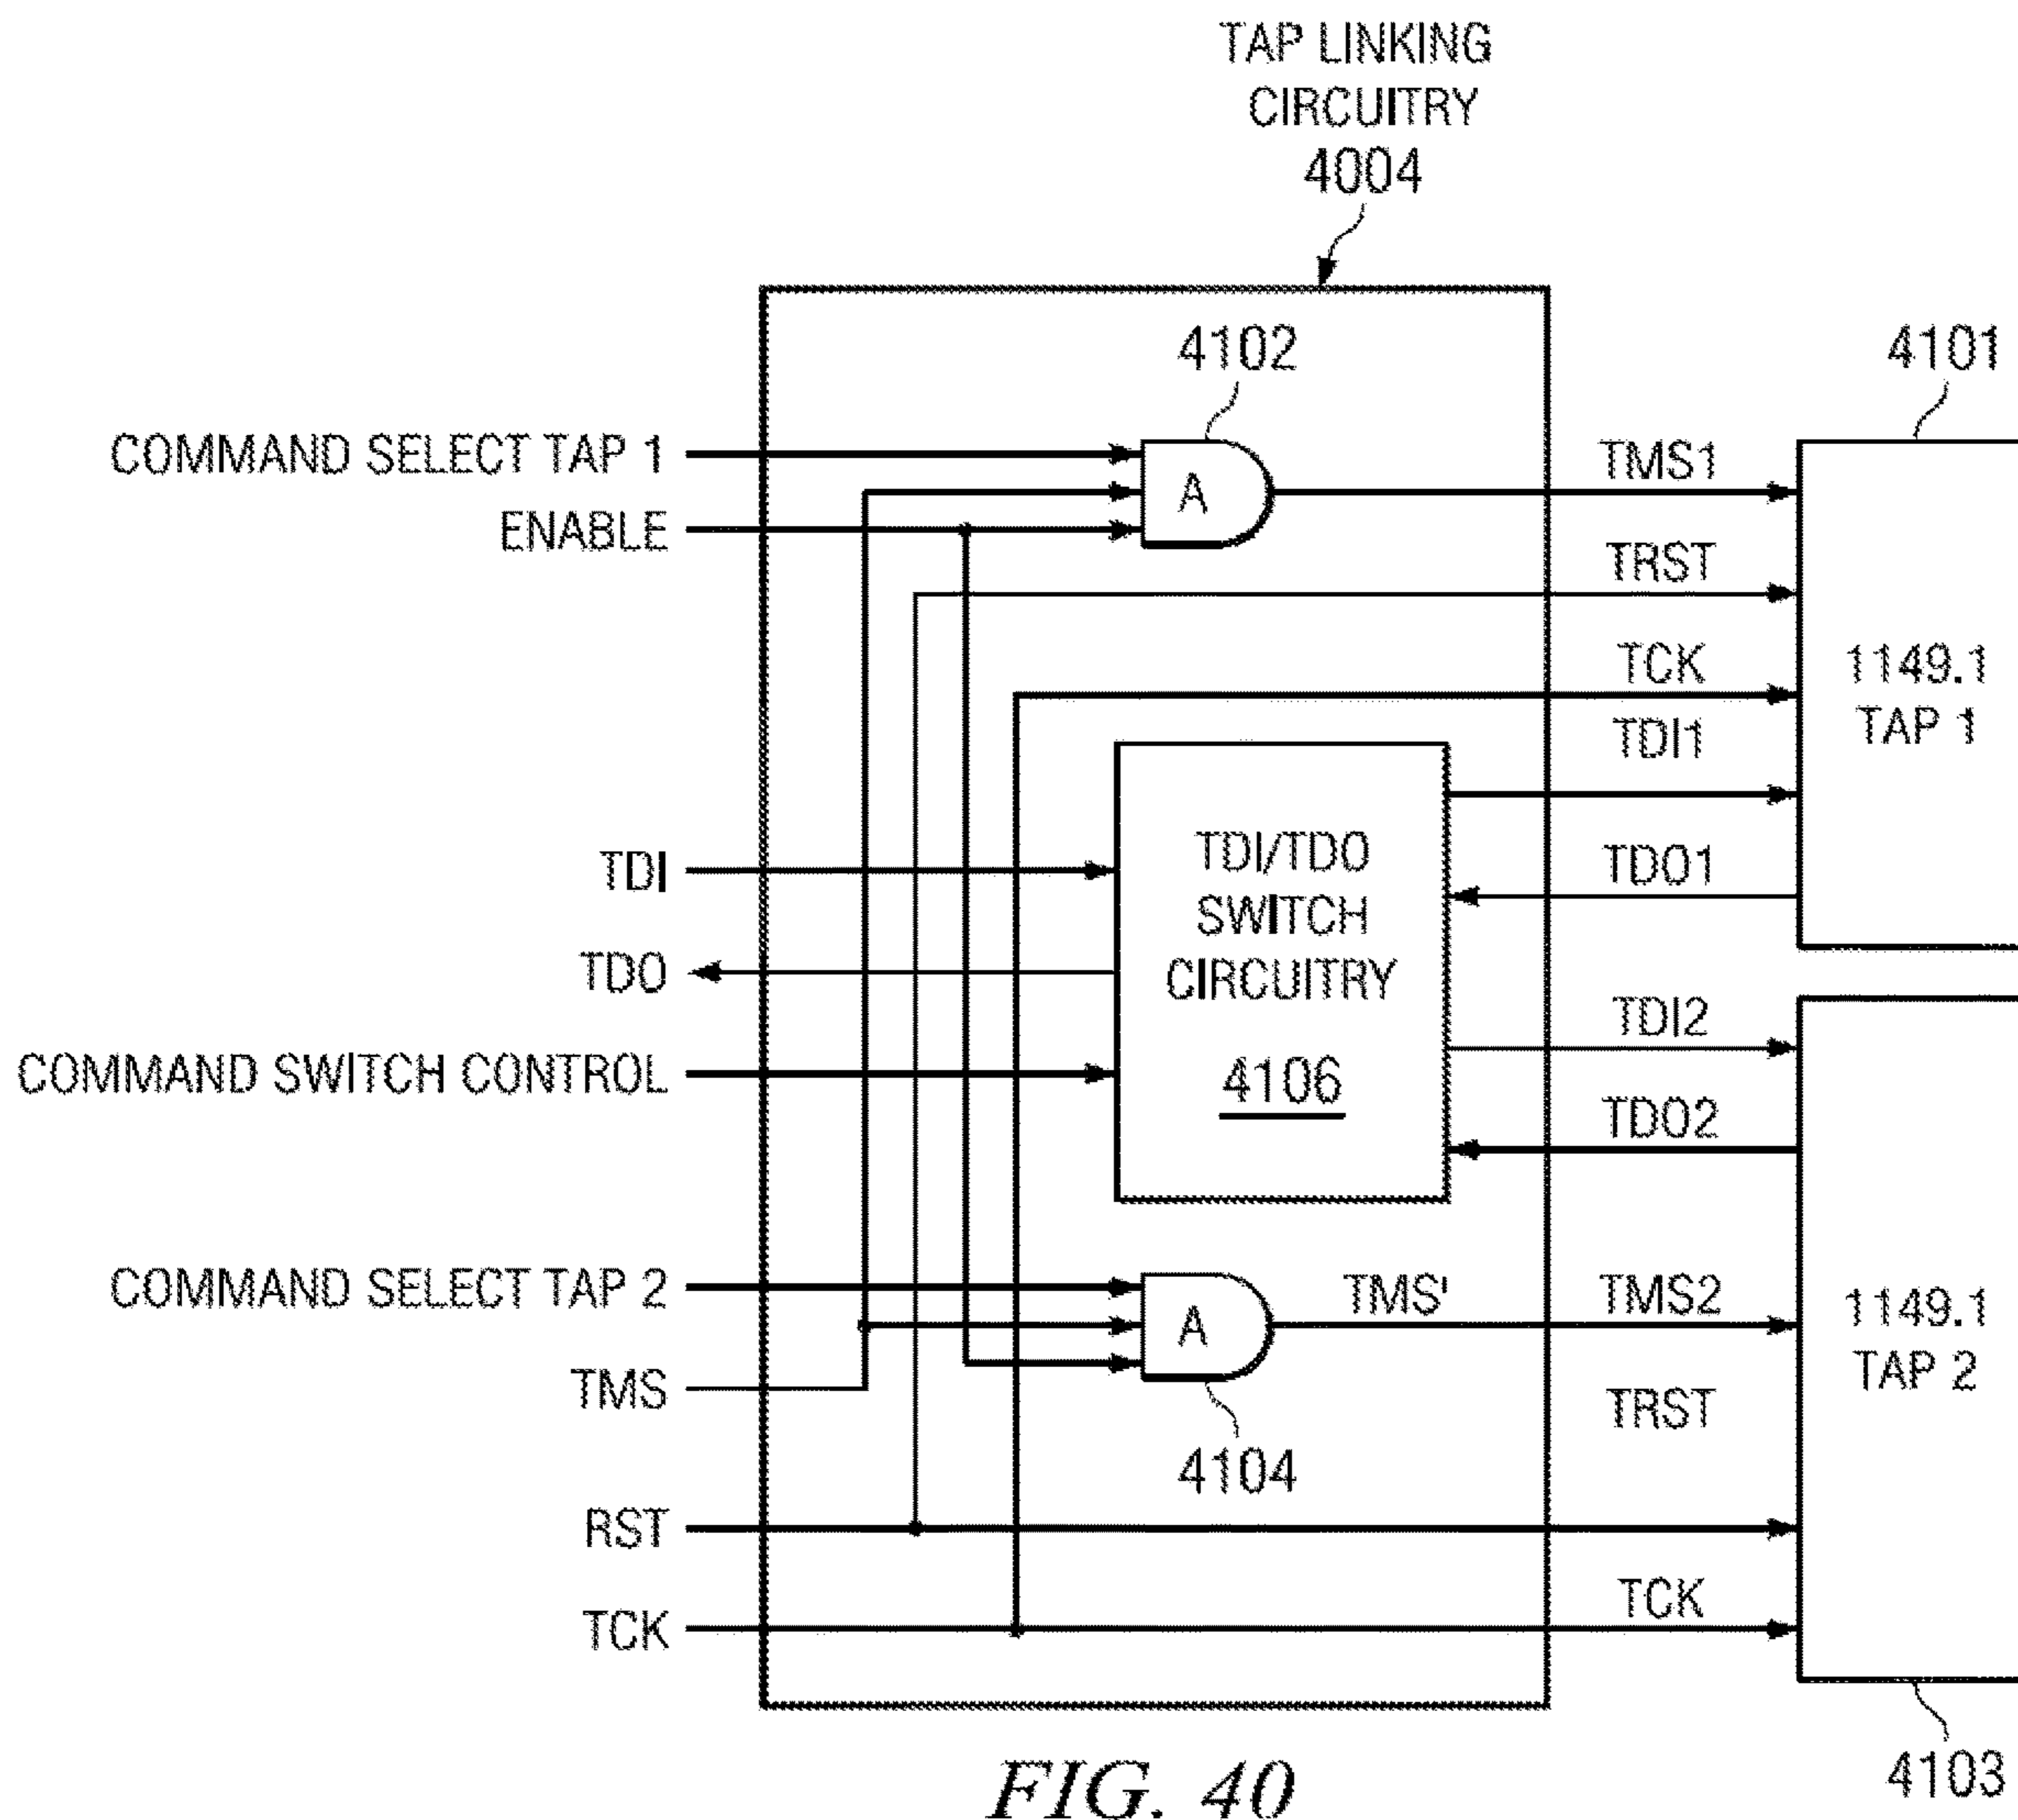 TAP LINKING
CIRCUITRY
4004
4102
4101
COMMAND SELECT TAP 1
A
TMS1
ENABLE
TRST
TCK
1149.1
TAP 1
TDI1
TDI
TDI/TDO
SWITCH
CIRCUITRY
4106
TDO1
TDO
TDI2
COMMAND SWITCH CONTROL
TDO2
COMMAND SELECT TAP 2
A
TMS'
TMS2
1149.1
TAP 2
TMS
TRST
4104
RST
TCK
TCK
4103
FIG. 40